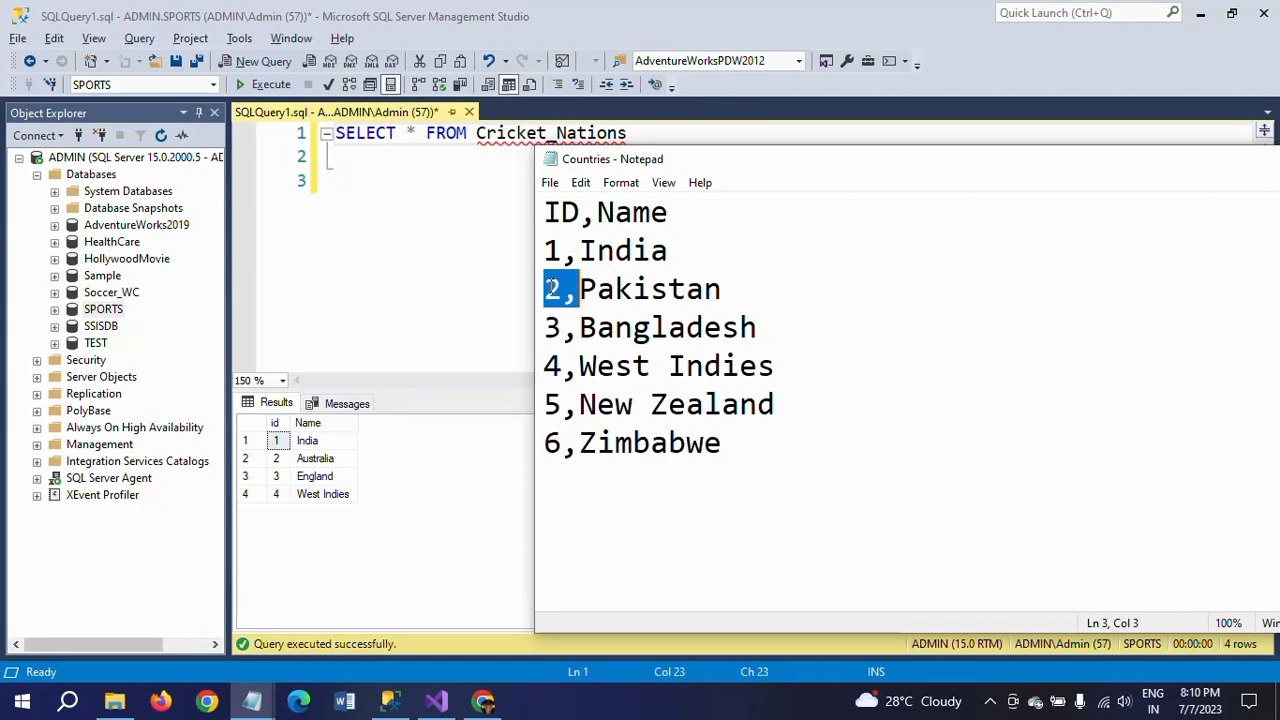 SQLQuery1.sql - ADMIN.SPORTS (ADMIN\Admin (57))* - Microsoft SQL Server Management Studio
Quick Launch (Ctrl+Q)
File Edit View Query Project Tools Window Help
New Query
MDX DMX XMLA DAX
AdventureWorksPDW2012
SPORTS
Execute
Object Explorer
SQLQuery1.sql - A...ADMIN\Admin (57))*
Connect
1 SELECT * FROM Cricket_Nations
2
3
ADMIN (SQL Server 15.0.2000.5 - AD
Databases
System Databases
Database Snapshots
AdventureWorks2019
HealthCare
HollywoodMovie
Sample
Soccer_WC
SPORTS
SSISDB
TEST
Security
Server Objects
Replication
PolyBase
Always On High Availability
Management
Integration Services Catalogs
SQL Server Agent
XEvent Profiler
Countries - Notepad
File Edit Format View Help
ID,Name
1,India
2,Pakistan
3,Bangladesh
4,West Indies
5,New Zealand
6,Zimbabwe
Ln 3, Col 3
100%
Win
150 %
Results Messages
id Name
1 1 India
2 2 Australia
3 3 England
4 4 West Indies
Query executed successfully.
ADMIN (15.0 RTM) ADMIN\Admin (57) SPORTS 00:00:00 4 rows
Ready
Ln 1
Col 23
Ch 23
INS
28°C Cloudy
ENG
IN
8:10 PM
7/7/2023